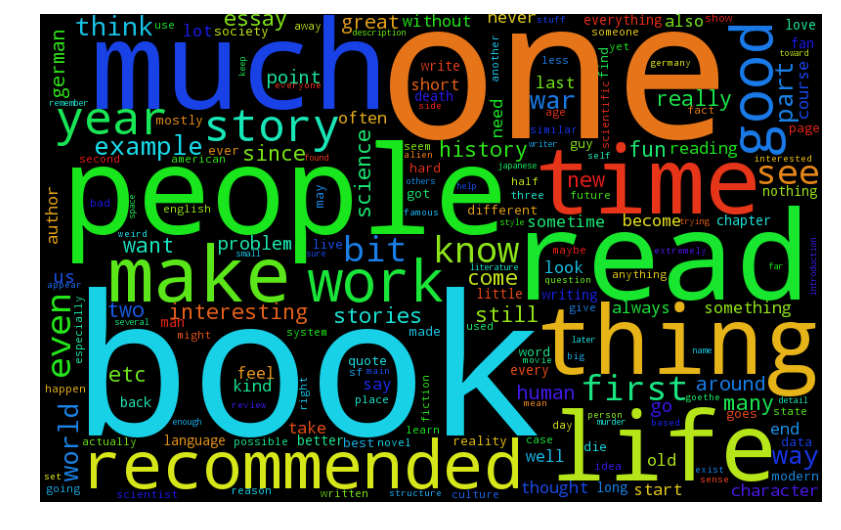 think use lot essay society away description great without never stuff everything also show love
german much one someone yet fan
keep point write another less find germany toward good part course
remember everyone short death side last war scientific really
year mostly story often need similar age fact page
example since science history guy self fun reading see interested nothing
second ever american round seem alien hard writer japanese
people time
author bad space english may others got famous help half three new future
different style sometime become trying chapter
weird want problem small live sure bit know literature maybe look question extremely anything read far introduction
us appear make work come little writing always something
even especially two several man interesting might stories system made used still give later thing name
book word movie big
etc feel kind quote sf main say place every human first around
happen back right fiction learn mean go many goethe detail
world enough review take person murder based goes state
actually language possible better best novel reality case day die life end data
recommended well idea old exist sense way modern
set going scientist reason written structure culture thought long start character